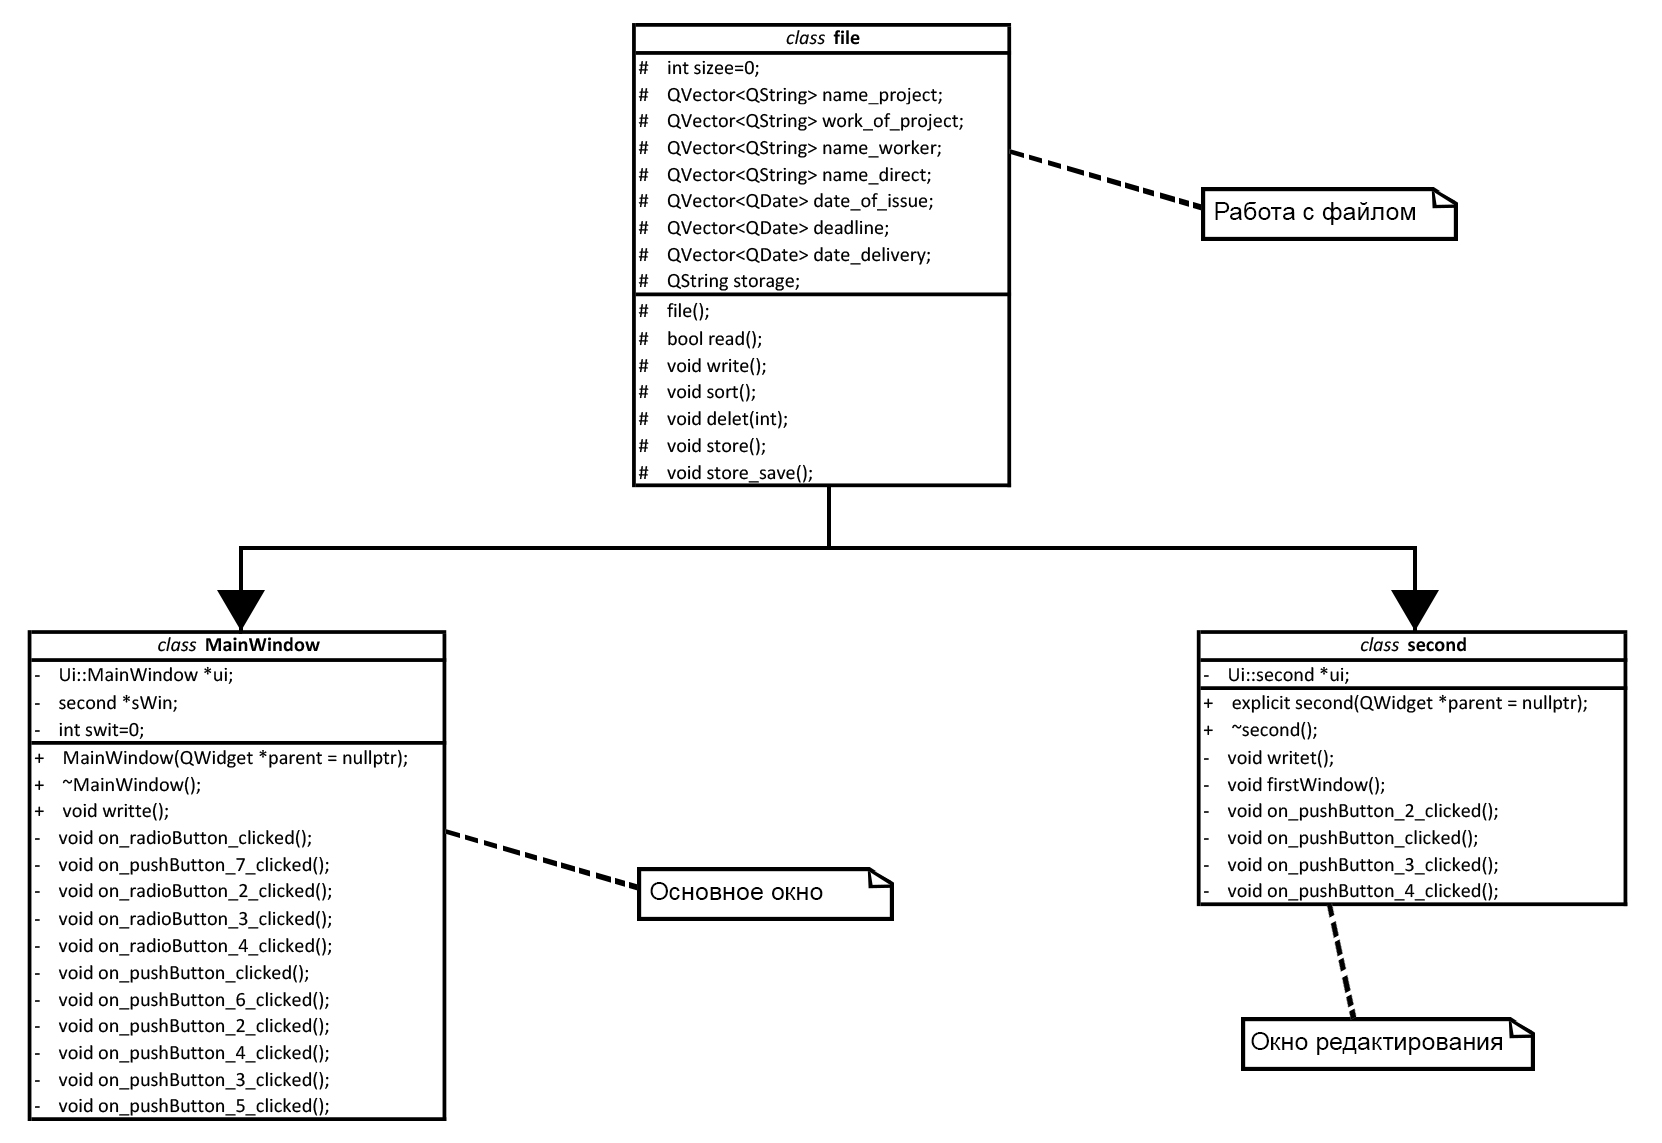 class file
# int sizee=0;
# QVector<QString> name_project;
# QVector<QString> work_of_project;
# QVector<QString> name_worker;
# QVector<QString> name_direct;
# QVector<QDate> date_of_issue;
# QVector<QDate> deadline;
# QVector<QDate> date_delivery;
# QString storage;
# file();
# bool read();
# void write();
# void sort();
# void delet(int);
# void store();
# void store_save();
Работа с файлом
class MainWindow
- Ui::MainWindow *ui;
- second *sWin;
- int swit=0;
+ MainWindow(QWidget *parent = nullptr);
+ ~MainWindow();
+ void writte();
- void on_radioButton_clicked();
- void on_pushButton_7_clicked();
- void on_radioButton_2_clicked();
- void on_radioButton_3_clicked();
- void on_radioButton_4_clicked();
- void on_pushButton_clicked();
- void on_pushButton_6_clicked();
- void on_pushButton_2_clicked();
- void on_pushButton_4_clicked();
- void on_pushButton_3_clicked();
- void on_pushButton_5_clicked();
Основное окно
class second
- Ui::second *ui;
+ explicit second(QWidget *parent = nullptr);
+ ~second();
- void writet();
- void firstWindow();
- void on_pushButton_2_clicked();
- void on_pushButton_clicked();
- void on_pushButton_3_clicked();
- void on_pushButton_4_clicked();
Окно редактирования